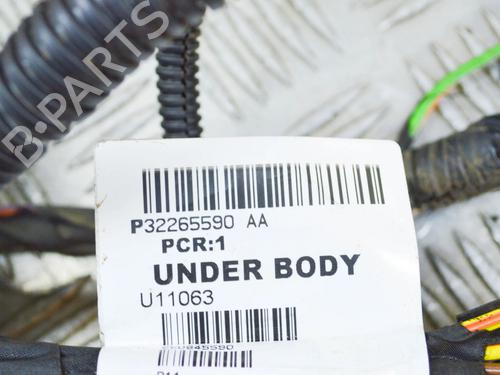 B-PARTS
P32265590 AA
PCR:1
UNDER BODY
U11063